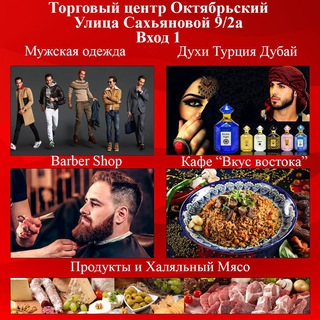 Торговый центр Октябрьский
Улица Сахьяновой 9/2а
Вход 1
Мужская одежда
Духи Турция Дубай
Barber Shop
Кафе “Вкус востока”
Продукты и Халяльный Мясо